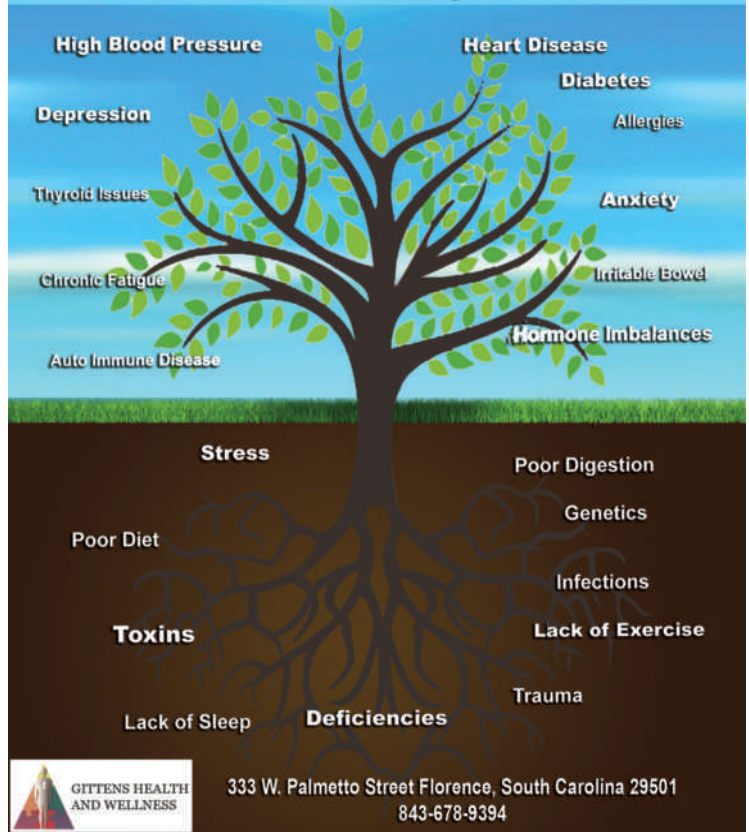 High Blood Pressure
Heart Disease
Diabetes
Depression
Allergies
Thyroid Issues
Anxiety
Chronic Fatigue
Irritable Bowel
Hormone Imbalances
Auto Immune Disease
Stress
Poor Digestion
Genetics
Poor Diet
Infections
Toxins
Lack of Exercise
Trauma
Lack of Sleep
Deficiencies
GITTENS HEALTH
AND WELLNESS
333 W. Palmetto Street Florence, South Carolina 29501
843-678-9394